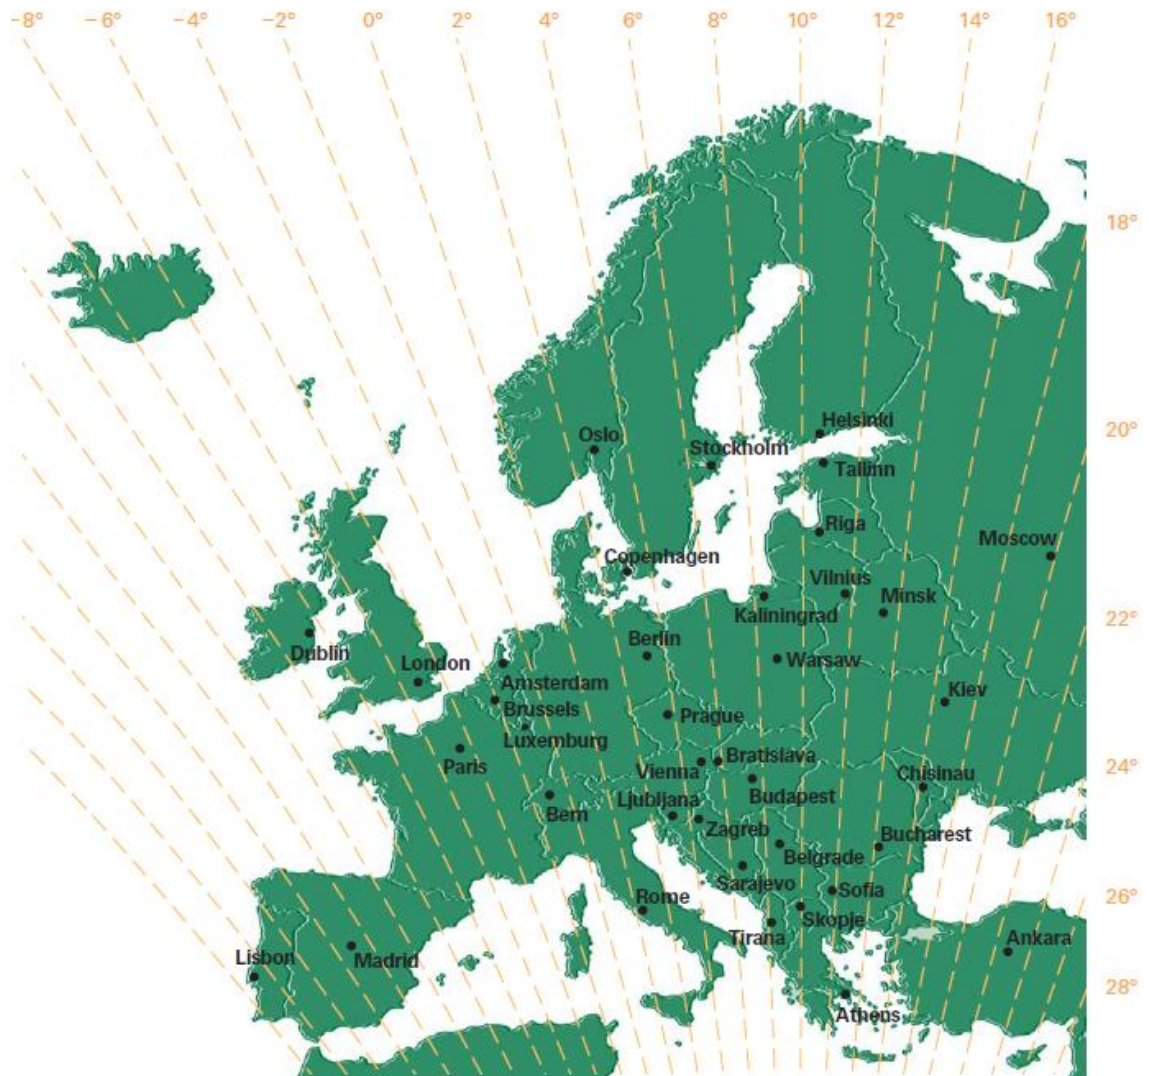 −8° −6° −4° −2° 0° 2° 4° 6° 8° 10° 12° 14° 16°
18°
Helsinki
20°
Oslo
Stockholm
Tallinn
Riga
Moscow
Copenhagen
Vilnius
Minsk
Kaliningrad
22°
Dublin
Berlin
London
Warsaw
Amsterdam
Kiev
Brussels
Prague
Luxemburg
Bratislava
Paris
Vienna
24°
Chisinau
Budapest
Ljubljana
Bern
Zagreb
Bucharest
Belgrade
Sarajevo
Sofia
Rome
26°
Skopje
Tirana
Ankara
Lisbon
Madrid
28°
Athens